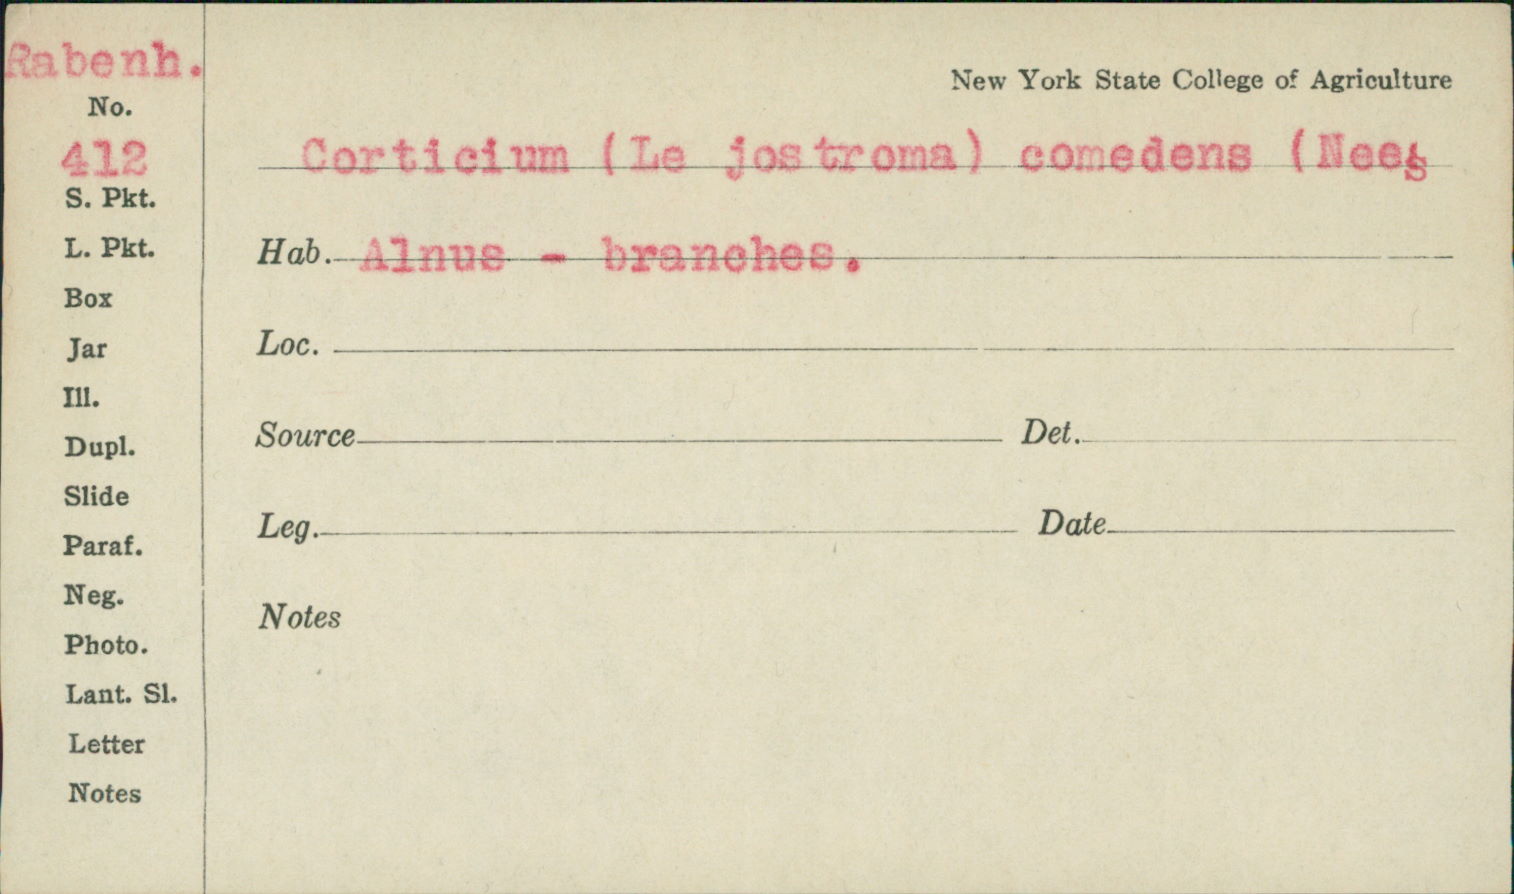 Rabenh.
No.
412
S. Pkt.
L. Pkt.
Box
Jar
Ill.
Dupl.
Slide
Paraf.
Neg.
Photo.
Lant. Sl.
Letter
Notes
New York State College of Agriculture
Corticium (Le jostroma) comedens (Nees
Hab. Alnus - branches.
Loc.
Source Det.
Leg. Date
Notes